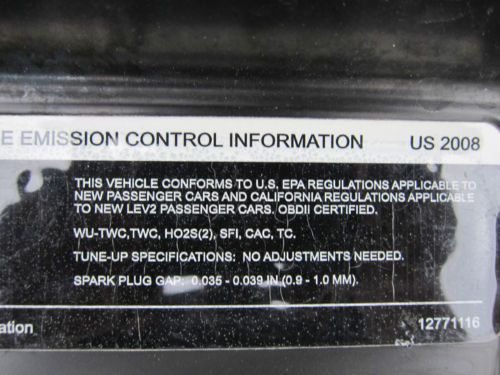 E EMISSION CONTROL INFORMATION US 2008
THIS VEHICLE CONFORMS TO U.S. EPA REGULATIONS APPLICABLE TO
NEW PASSENGER CARS AND CALIFORNIA REGULATIONS APPLICABLE
TO NEW LEV2 PASSENGER CARS. OBDII CERTIFIED.
WU-TWC,TWC, HO2S(2), SFI, CAC, TC.
TUNE-UP SPECIFICATIONS: NO ADJUSTMENTS NEEDED.
SPARK PLUG GAP: 0.035 - 0.039 IN (0.9 - 1.0 MM).
ation 12771116